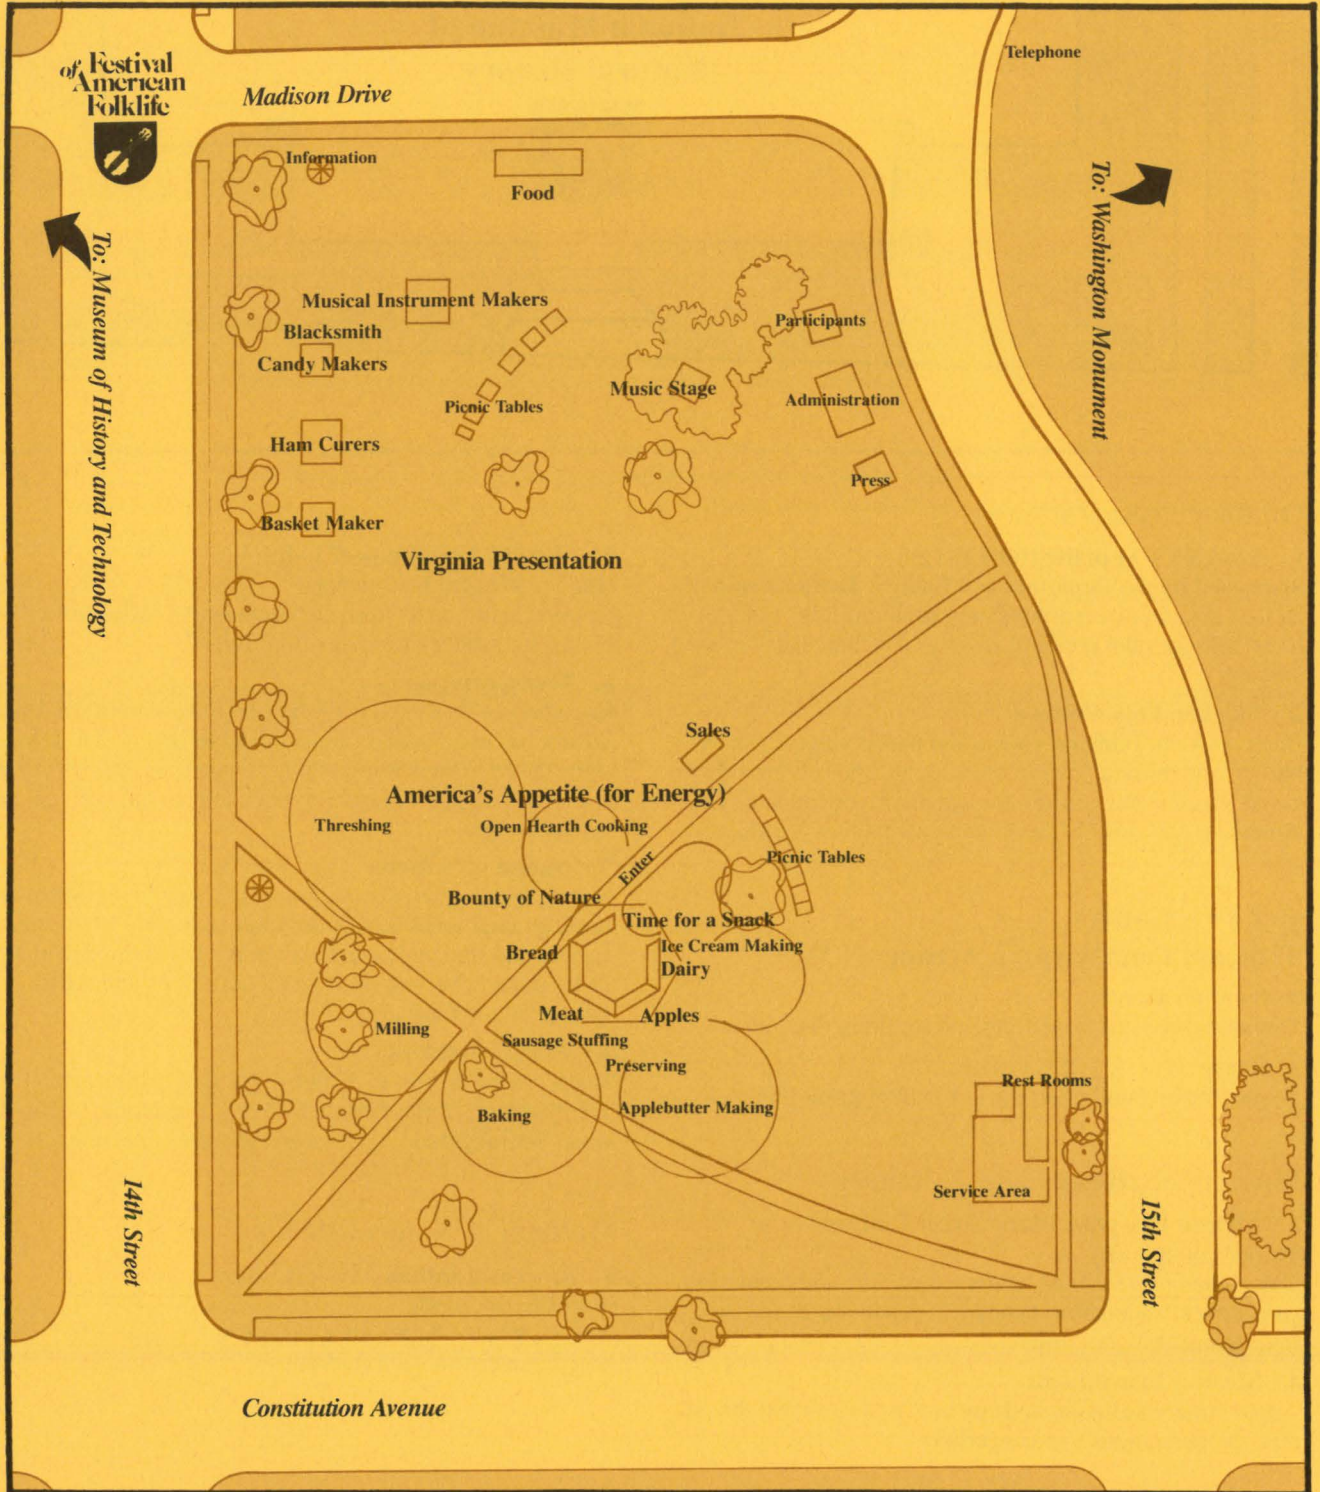 Festival
of American
Folklife
Madison Drive
Telephone
To: Museum of History and Technology
To: Washington Monument
Information
Food
Musical Instrument Makers
Blacksmith
Candy Makers
Participants
Picnic Tables
Music Stage
Administration
Ham Curers
Press
Basket Maker
Virginia Presentation
Sales
America's Appetite (for Energy)
Threshing
Open Hearth Cooking
Enter
Picnic Tables
Bounty of Nature
Time for a Snack
Bread
Ice Cream Making
Dairy
Meat
Apples
Milling
Sausage Stuffing
Preserving
Rest Rooms
Baking
Applebutter Making
Service Area
14th Street
15th Street
Constitution Avenue